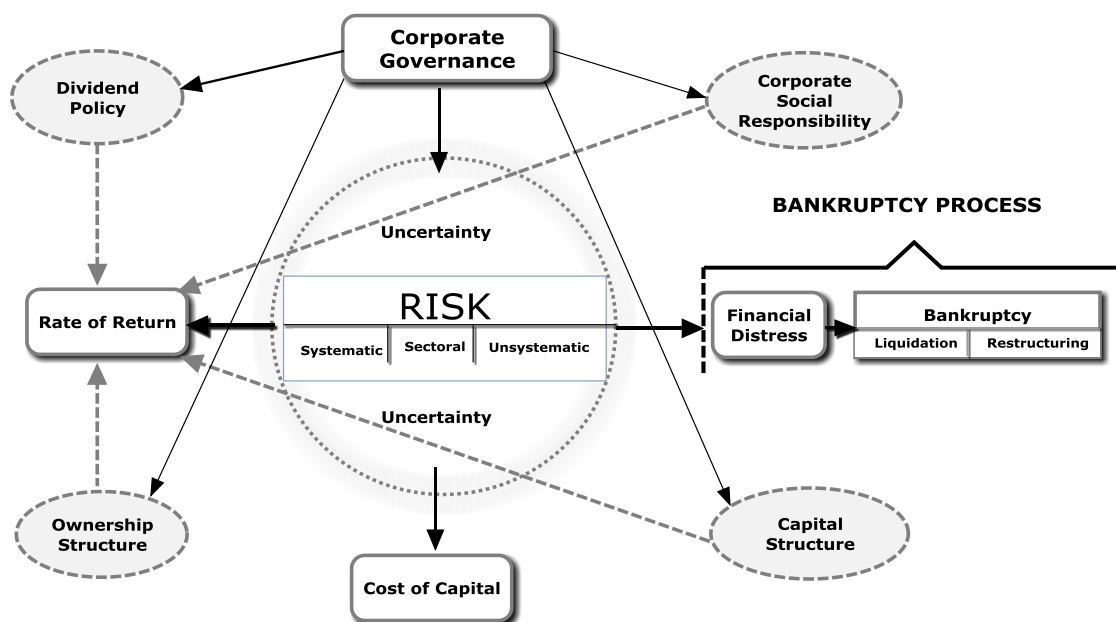 Corporate
Governance
Dividend
Policy
Corporate
Social
Responsibility
BANKRUPTCY PROCESS
Uncertainty
RISK
Systematic
Sectoral
Unsystematic
Rate of Return
Financial
Distress
Bankruptcy
Liquidation
Restructuring
Uncertainty
Ownership
Structure
Capital
Structure
Cost of Capital